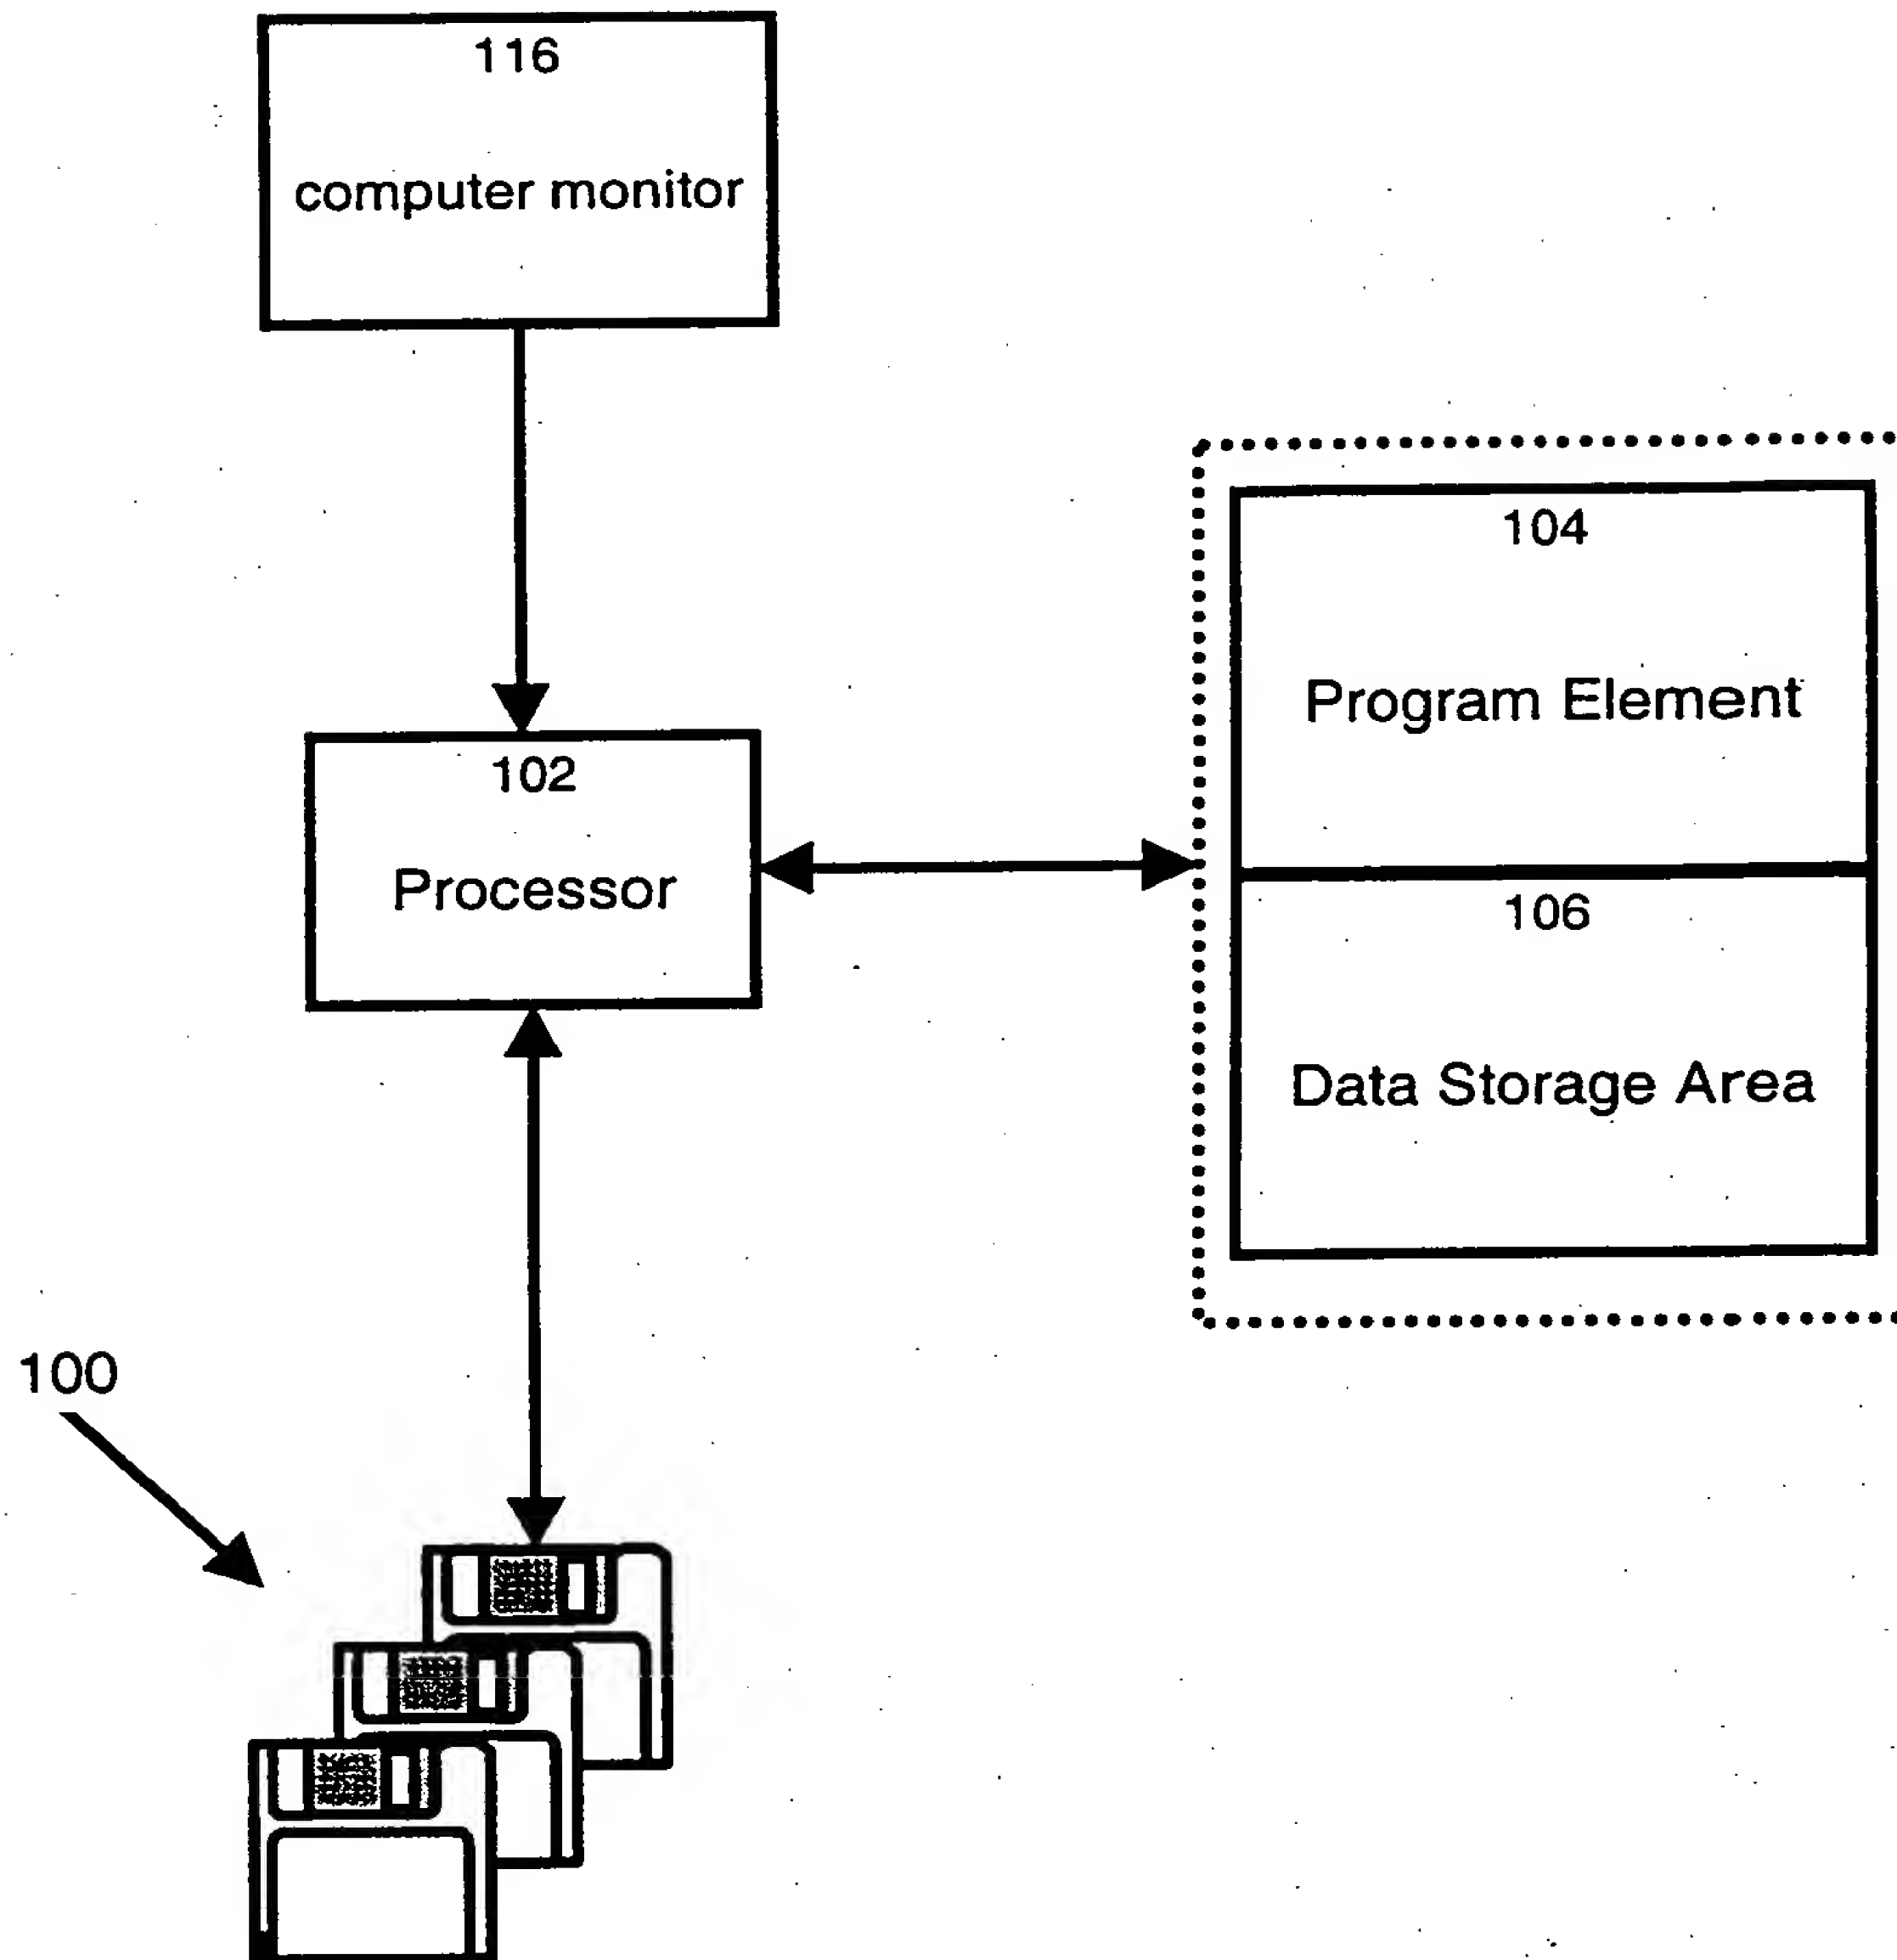 116
computer monitor
104
Program Element
102
Processor
106
Data Storage Area
100